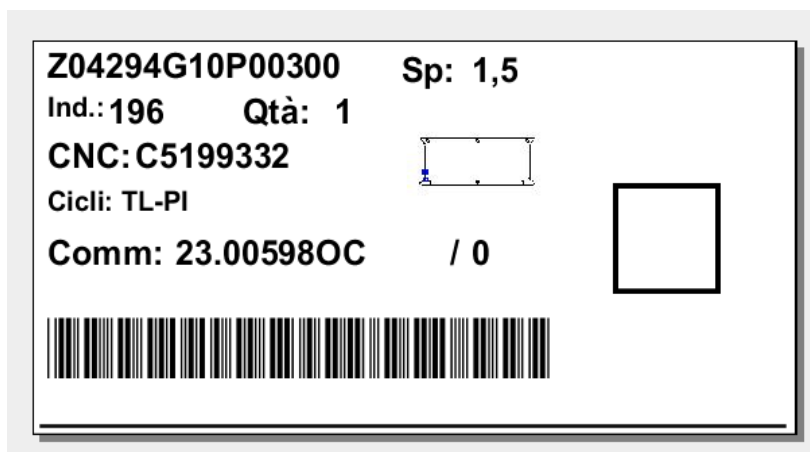 Z04294G10P00300 Sp: 1,5
Ind.: 196 Qtà: 1
CNC: C5199332
Cicli: TL-PI
Comm: 23.00598OC / 0